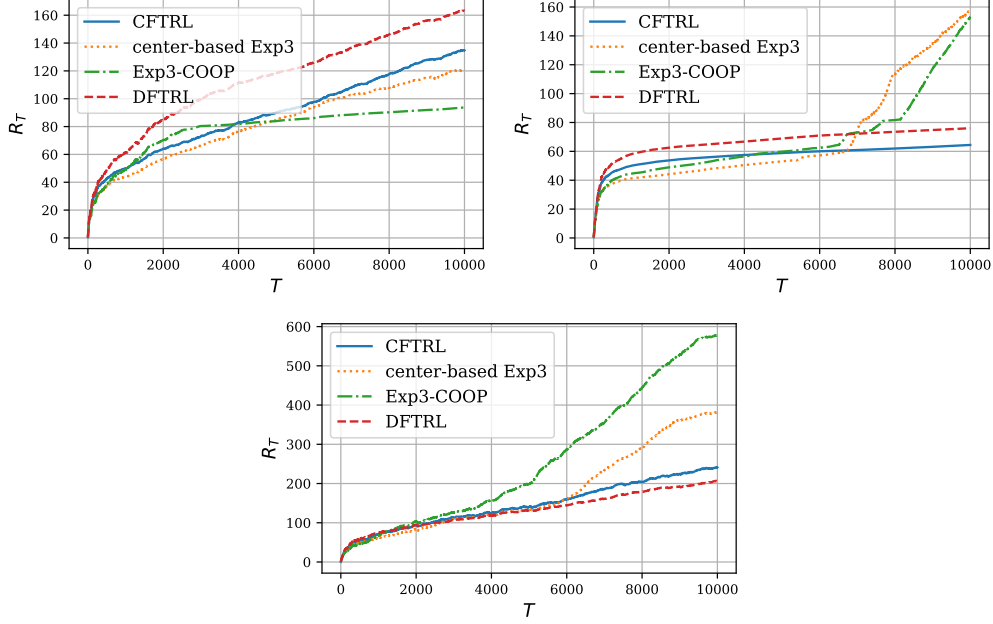 160
140
120
100
80
60
40
20
0
R_T
CFTRL
center-based Exp3
Exp3-COOP
DFTRL
0 2000 4000 6000 8000 10000
T
160
140
120
100
80
60
40
20
0
R_T
CFTRL
center-based Exp3
Exp3-COOP
DFTRL
0 2000 4000 6000 8000 10000
T
600
500
400
300
200
100
0
R_T
CFTRL
center-based Exp3
Exp3-COOP
DFTRL
0 2000 4000 6000 8000 10000
T